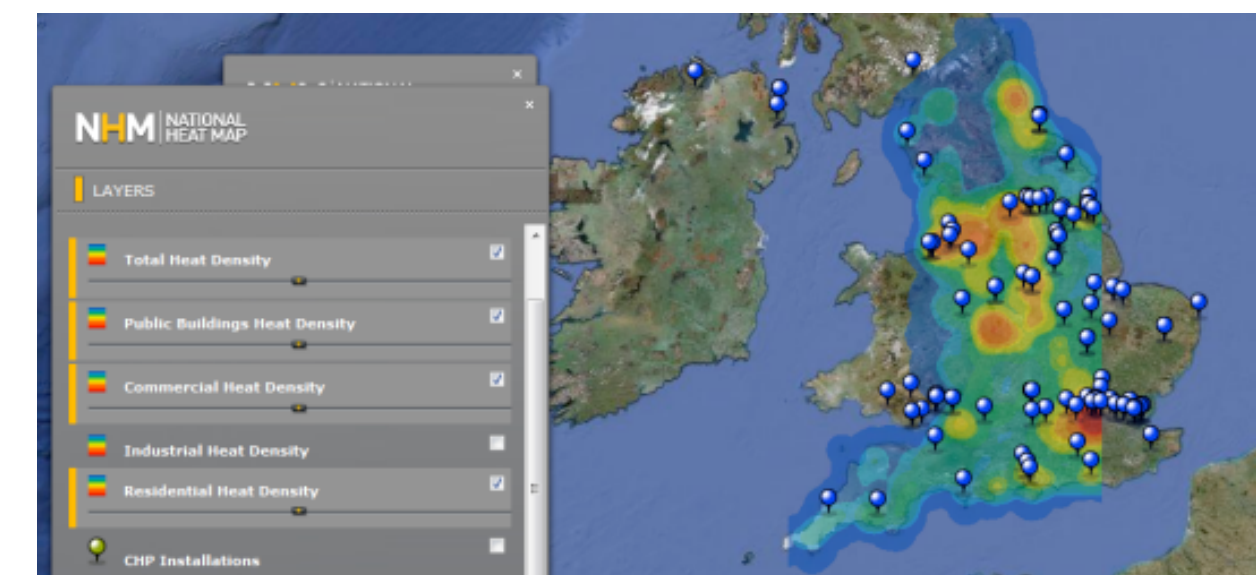 NATIONAL
NHM NATIONAL
HEAT MAP
LAYERS
Total Heat Density
Public Buildings Heat Density
Commercial Heat Density
Industrial Heat Density
Residential Heat Density
CHP Installations